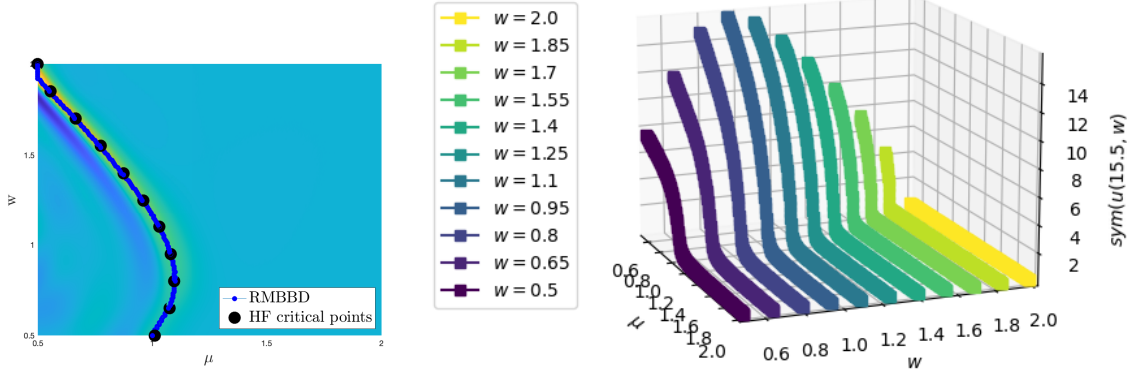 w
1.5
1
0.5
0.5
1
1.5
2
μ
RMBBD
HF critical points
w = 2.0
w = 1.85
w = 1.7
w = 1.55
w = 1.4
w = 1.25
w = 1.1
w = 0.95
w = 0.8
w = 0.65
w = 0.5
0.6
0.8
1.0
1.2
1.4
1.6
1.8
2.0
μ
0.6 0.8 1.0 1.2 1.4 1.6 1.8 2.0
w
14
12
10
8
6
4
2
sym(u(15.5, w)